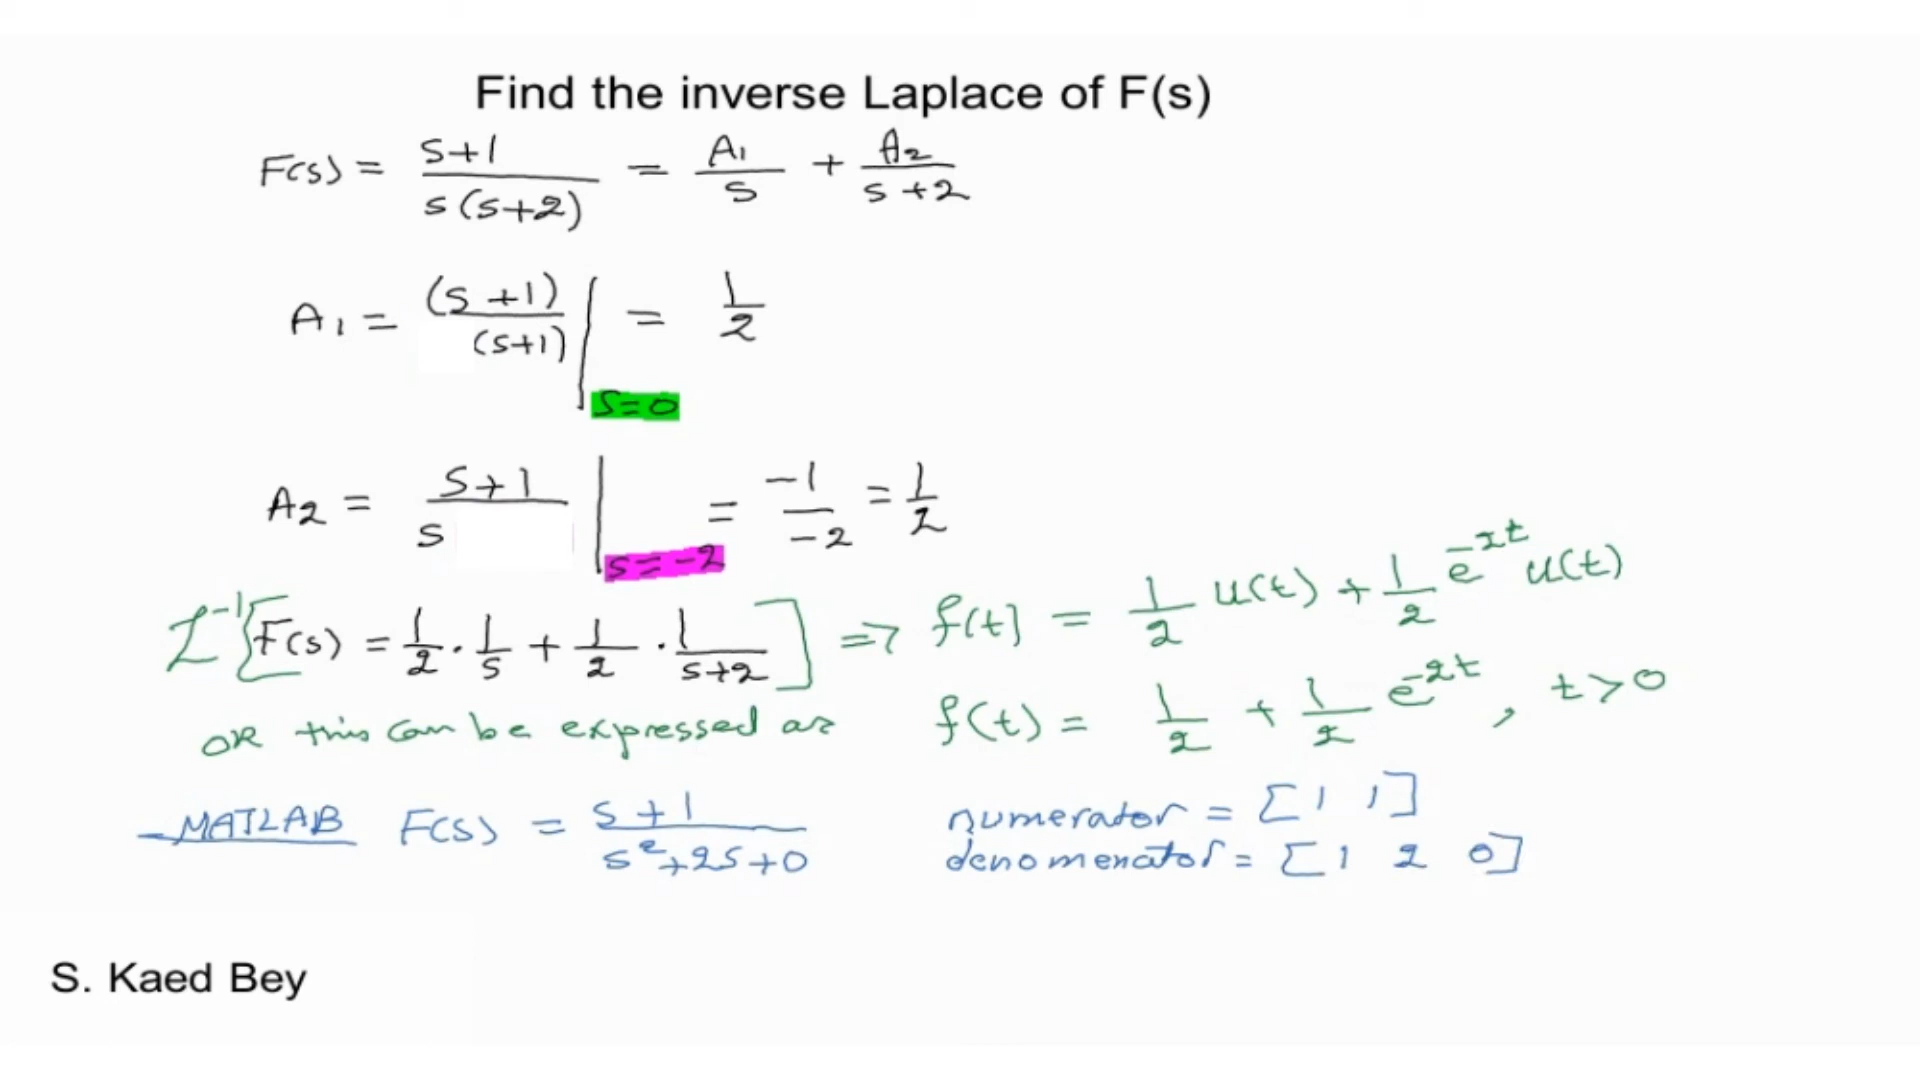 Find the inverse Laplace of F(s)
F(s) = (s+1)/(s(s+2)) = A₁/s + A₂/(s+2)
A₁ = (s+1)/(s+1) | s=0 = 1/2
A₂ = (s+1)/s | s=-2 = -1/-2 = 1/2
ℒ⁻¹[F(s) = 1/2 · 1/s + 1/2 · 1/(s+2)] => f(t) = 1/2 u(t) + 1/2 e^-2t u(t)
OR this can be expressed as f(t) = 1/2 + 1/2 e^-2t , t>0
MATLAB F(s) = (s+1)/(s²+2s+0)
numerator = [1 1]
denomenator = [1 2 0]
S. Kaed Bey